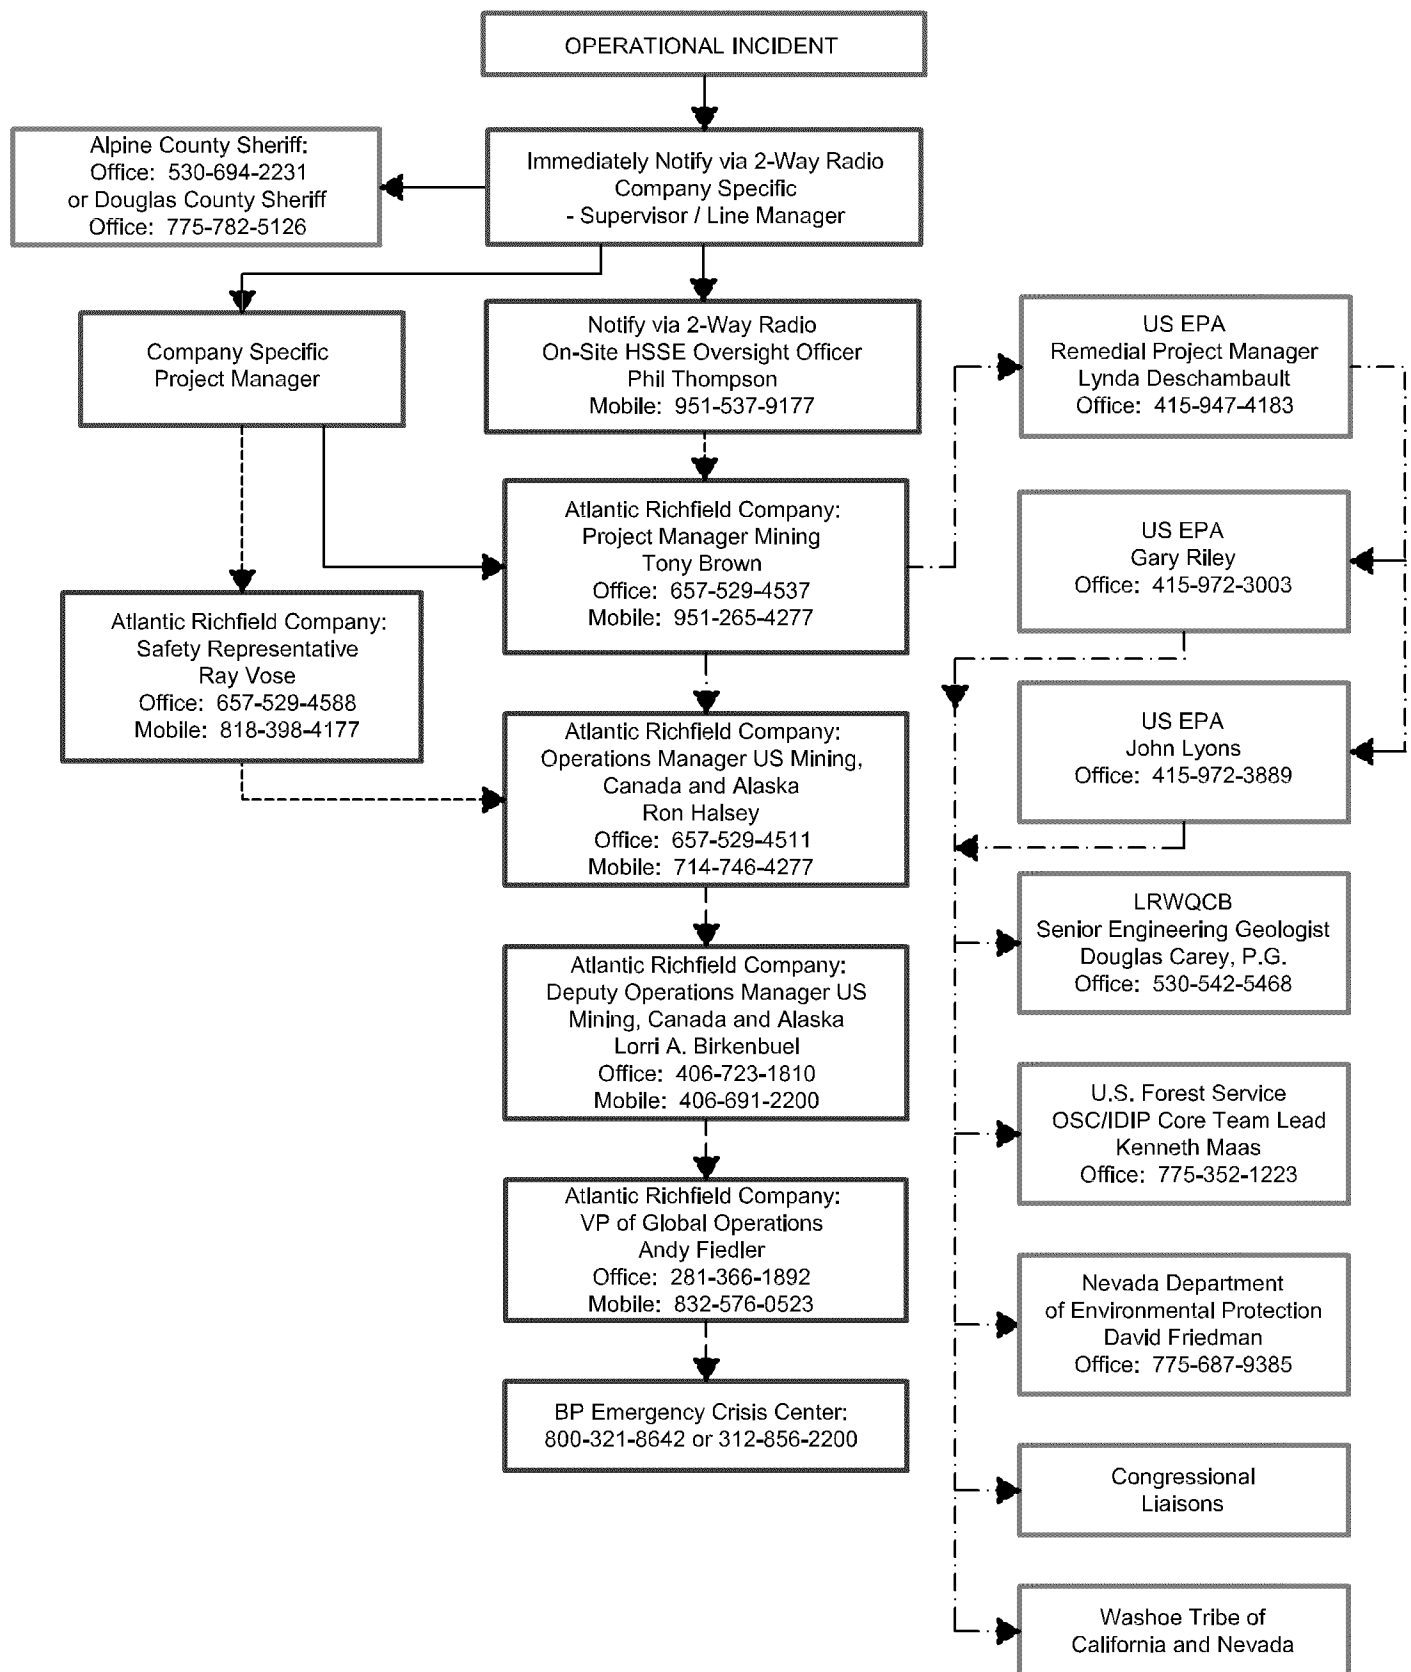 OPERATIONAL INCIDENT
Alpine County Sheriff:
Office: 530-694-2231
or Douglas County Sheriff
Office: 775-782-5126
Immediately Notify via 2-Way Radio
Company Specific
- Supervisor / Line Manager
Company Specific
Project Manager
Notify via 2-Way Radio
On-Site HSSE Oversight Officer
Phil Thompson
Mobile: 951-537-9177
US EPA
Remedial Project Manager
Lynda Deschambault
Office: 415-947-4183
Atlantic Richfield Company:
Project Manager Mining
Tony Brown
Office: 657-529-4537
Mobile: 951-265-4277
US EPA
Gary Riley
Office: 415-972-3003
Atlantic Richfield Company:
Safety Representative
Ray Vose
Office: 657-529-4588
Mobile: 818-398-4177
Atlantic Richfield Company:
Operations Manager US Mining,
Canada and Alaska
Ron Halsey
Office: 657-529-4511
Mobile: 714-746-4277
US EPA
John Lyons
Office: 415-972-3889
LRWQCB
Senior Engineering Geologist
Douglas Carey, P.G.
Office: 530-542-5468
Atlantic Richfield Company:
Deputy Operations Manager US
Mining, Canada and Alaska
Lorri A. Birkenbuel
Office: 406-723-1810
Mobile: 406-691-2200
U.S. Forest Service
OSC/IDIP Core Team Lead
Kenneth Maas
Office: 775-352-1223
Atlantic Richfield Company:
VP of Global Operations
Andy Fiedler
Office: 281-366-1892
Mobile: 832-576-0523
Nevada Department
of Environmental Protection
David Friedman
Office: 775-687-9385
BP Emergency Crisis Center:
800-321-8642 or 312-856-2200
Congressional
Liaisons
Washoe Tribe of
California and Nevada